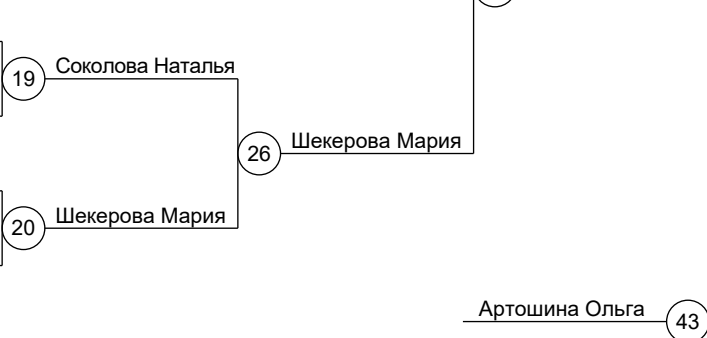 19 Соколова Наталья
26 Шекерова Мария
20 Шекерова Мария
Артошина Ольга 43